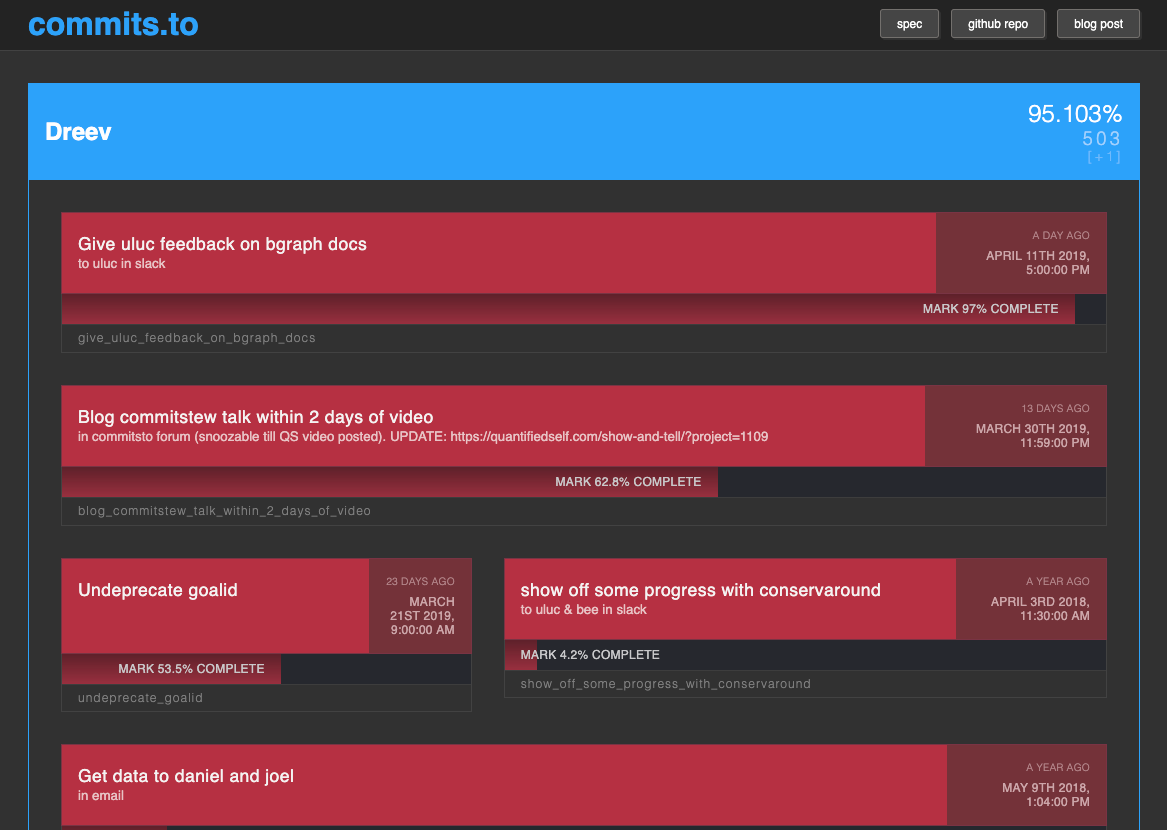 commits.to
spec
github repo
blog post
Dreev
95.103%
503
[+1]
Give uluc feedback on bgraph docs
to uluc in slack
A DAY AGO
APRIL 11TH 2019,
5:00:00 PM
MARK 97% COMPLETE
give_uluc_feedback_on_bgraph_docs
Blog commitstew talk within 2 days of video
in commitsto forum (snoozable till QS video posted). UPDATE: https://quantifiedself.com/show-and-tell/?project=1109
13 DAYS AGO
MARCH 30TH 2019,
11:59:00 PM
MARK 62.8% COMPLETE
blog_commitstew_talk_within_2_days_of_video
Undeprecate goalid
23 DAYS AGO
MARCH
21ST 2019,
9:00:00 AM
MARK 53.5% COMPLETE
undeprecate_goalid
show off some progress with conservaround
to uluc & bee in slack
A YEAR AGO
APRIL 3RD 2018,
11:30:00 AM
MARK 4.2% COMPLETE
show_off_some_progress_with_conservaround
Get data to daniel and joel
in email
A YEAR AGO
MAY 9TH 2018,
1:04:00 PM